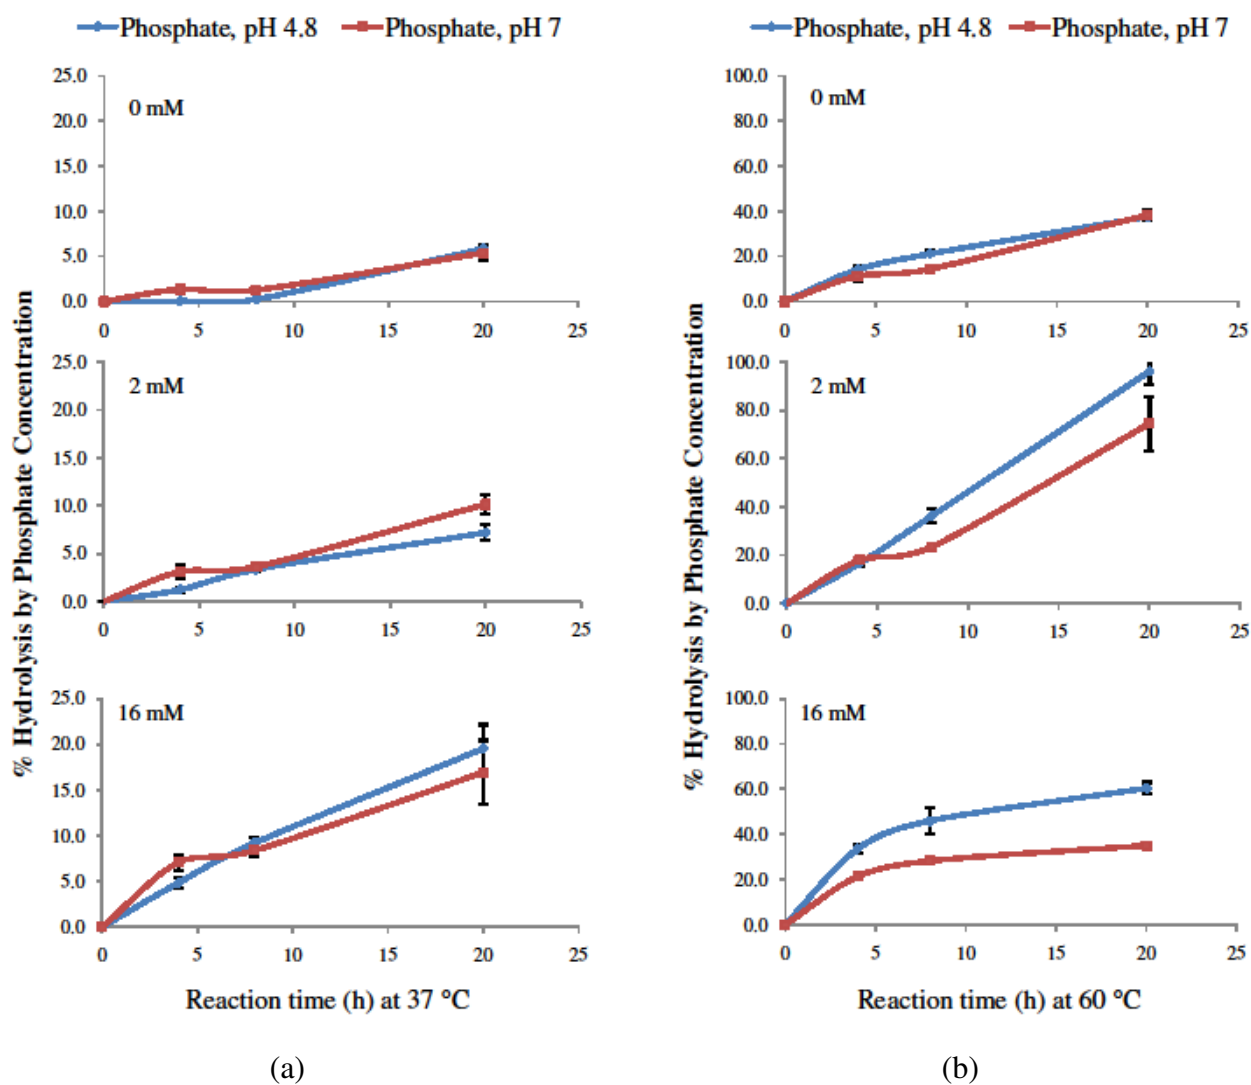 Phosphate, pH 4.8 Phosphate, pH 7
% Hydrolysis by Phosphate Concentration
25.0
20.0
15.0
10.0
5.0
0.0
0 mM
0 5 10 15 20 25
25.0
20.0
15.0
10.0
5.0
0.0
2 mM
0 5 10 15 20 25
25.0
20.0
15.0
10.0
5.0
0.0
16 mM
0 5 10 15 20 25
Reaction time (h) at 37 °C
(a)
Phosphate, pH 4.8 Phosphate, pH 7
% Hydrolysis by Phosphate Concentration
100.0
80.0
60.0
40.0
20.0
0.0
0 mM
0 5 10 15 20 25
100.0
80.0
60.0
40.0
20.0
0.0
2 mM
0 5 10 15 20 25
100.0
80.0
60.0
40.0
20.0
0.0
16 mM
0 5 10 15 20 25
Reaction time (h) at 60 °C
(b)